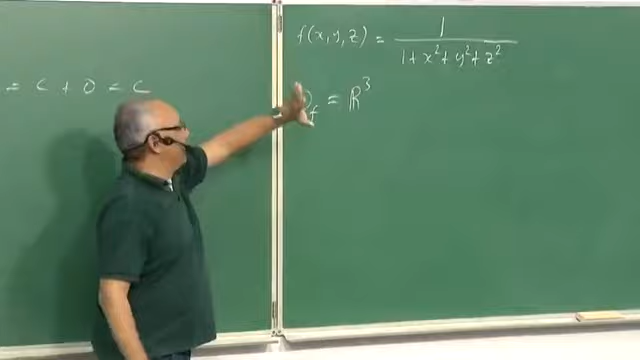 = c + 0 = c
f(x,y,z) = 1 / (1 + x² + y² + z²)
D_f = ℝ³